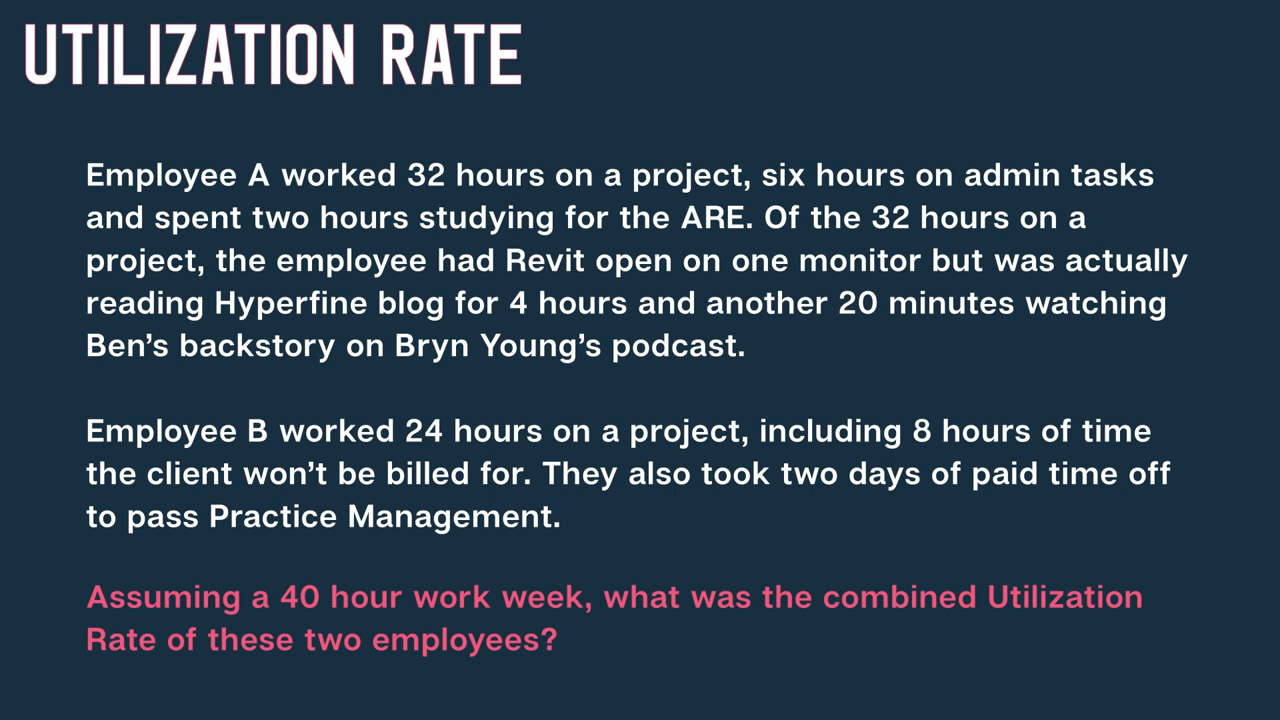 UTILIZATION RATE
Employee A worked 32 hours on a project, six hours on admin tasks
and spent two hours studying for the ARE. Of the 32 hours on a
project, the employee had Revit open on one monitor but was actually
reading Hyperfine blog for 4 hours and another 20 minutes watching
Ben’s backstory on Bryn Young’s podcast.
Employee B worked 24 hours on a project, including 8 hours of time
the client won’t be billed for. They also took two days of paid time off
to pass Practice Management.
Assuming a 40 hour work week, what was the combined Utilization
Rate of these two employees?